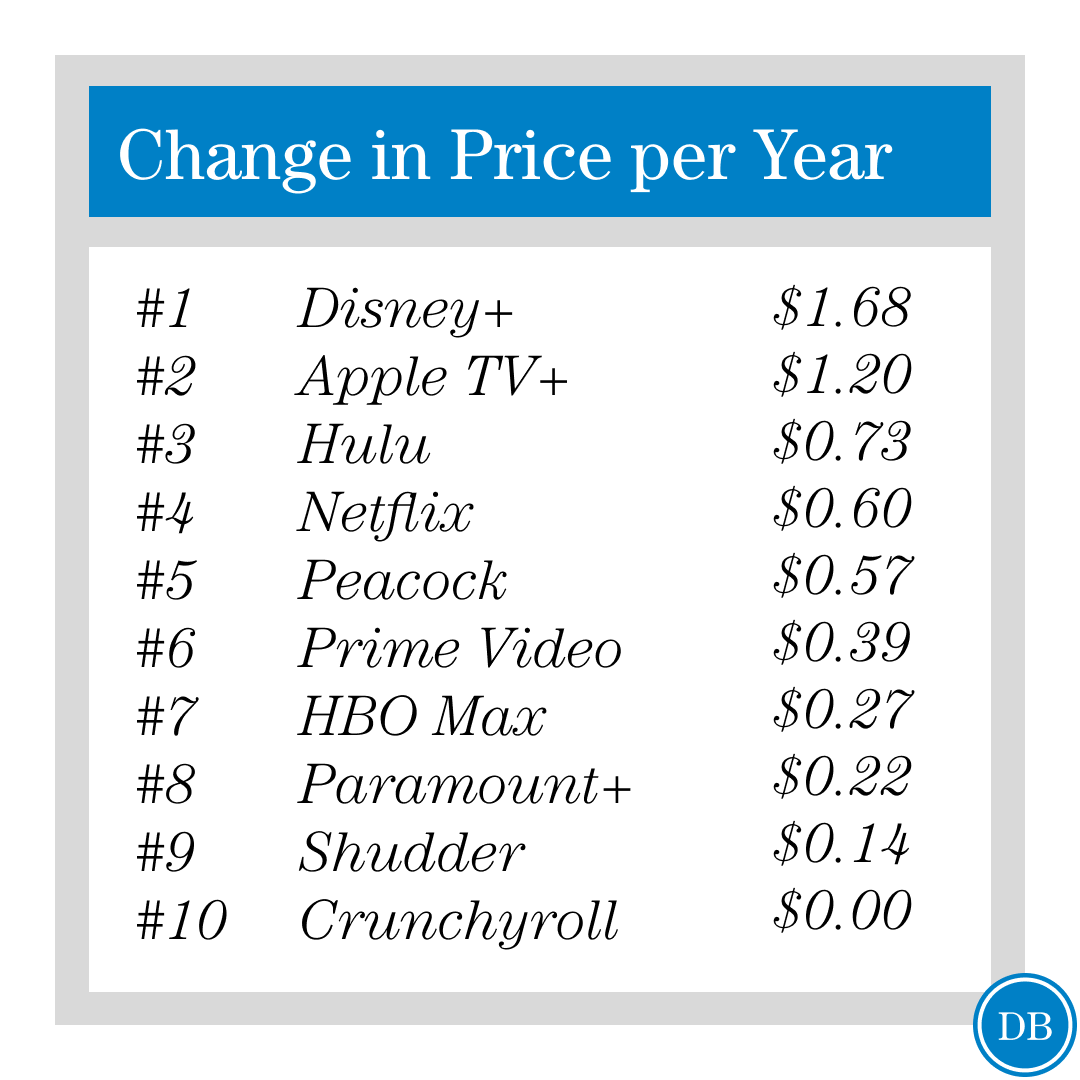 Change in Price per Year
#1 Disney+ $1.68
#2 Apple TV+ $1.20
#3 Hulu $0.73
#4 Netflix $0.60
#5 Peacock $0.57
#6 Prime Video $0.39
#7 HBO Max $0.27
#8 Paramount+ $0.22
#9 Shudder $0.14
#10 Crunchyroll $0.00
DB